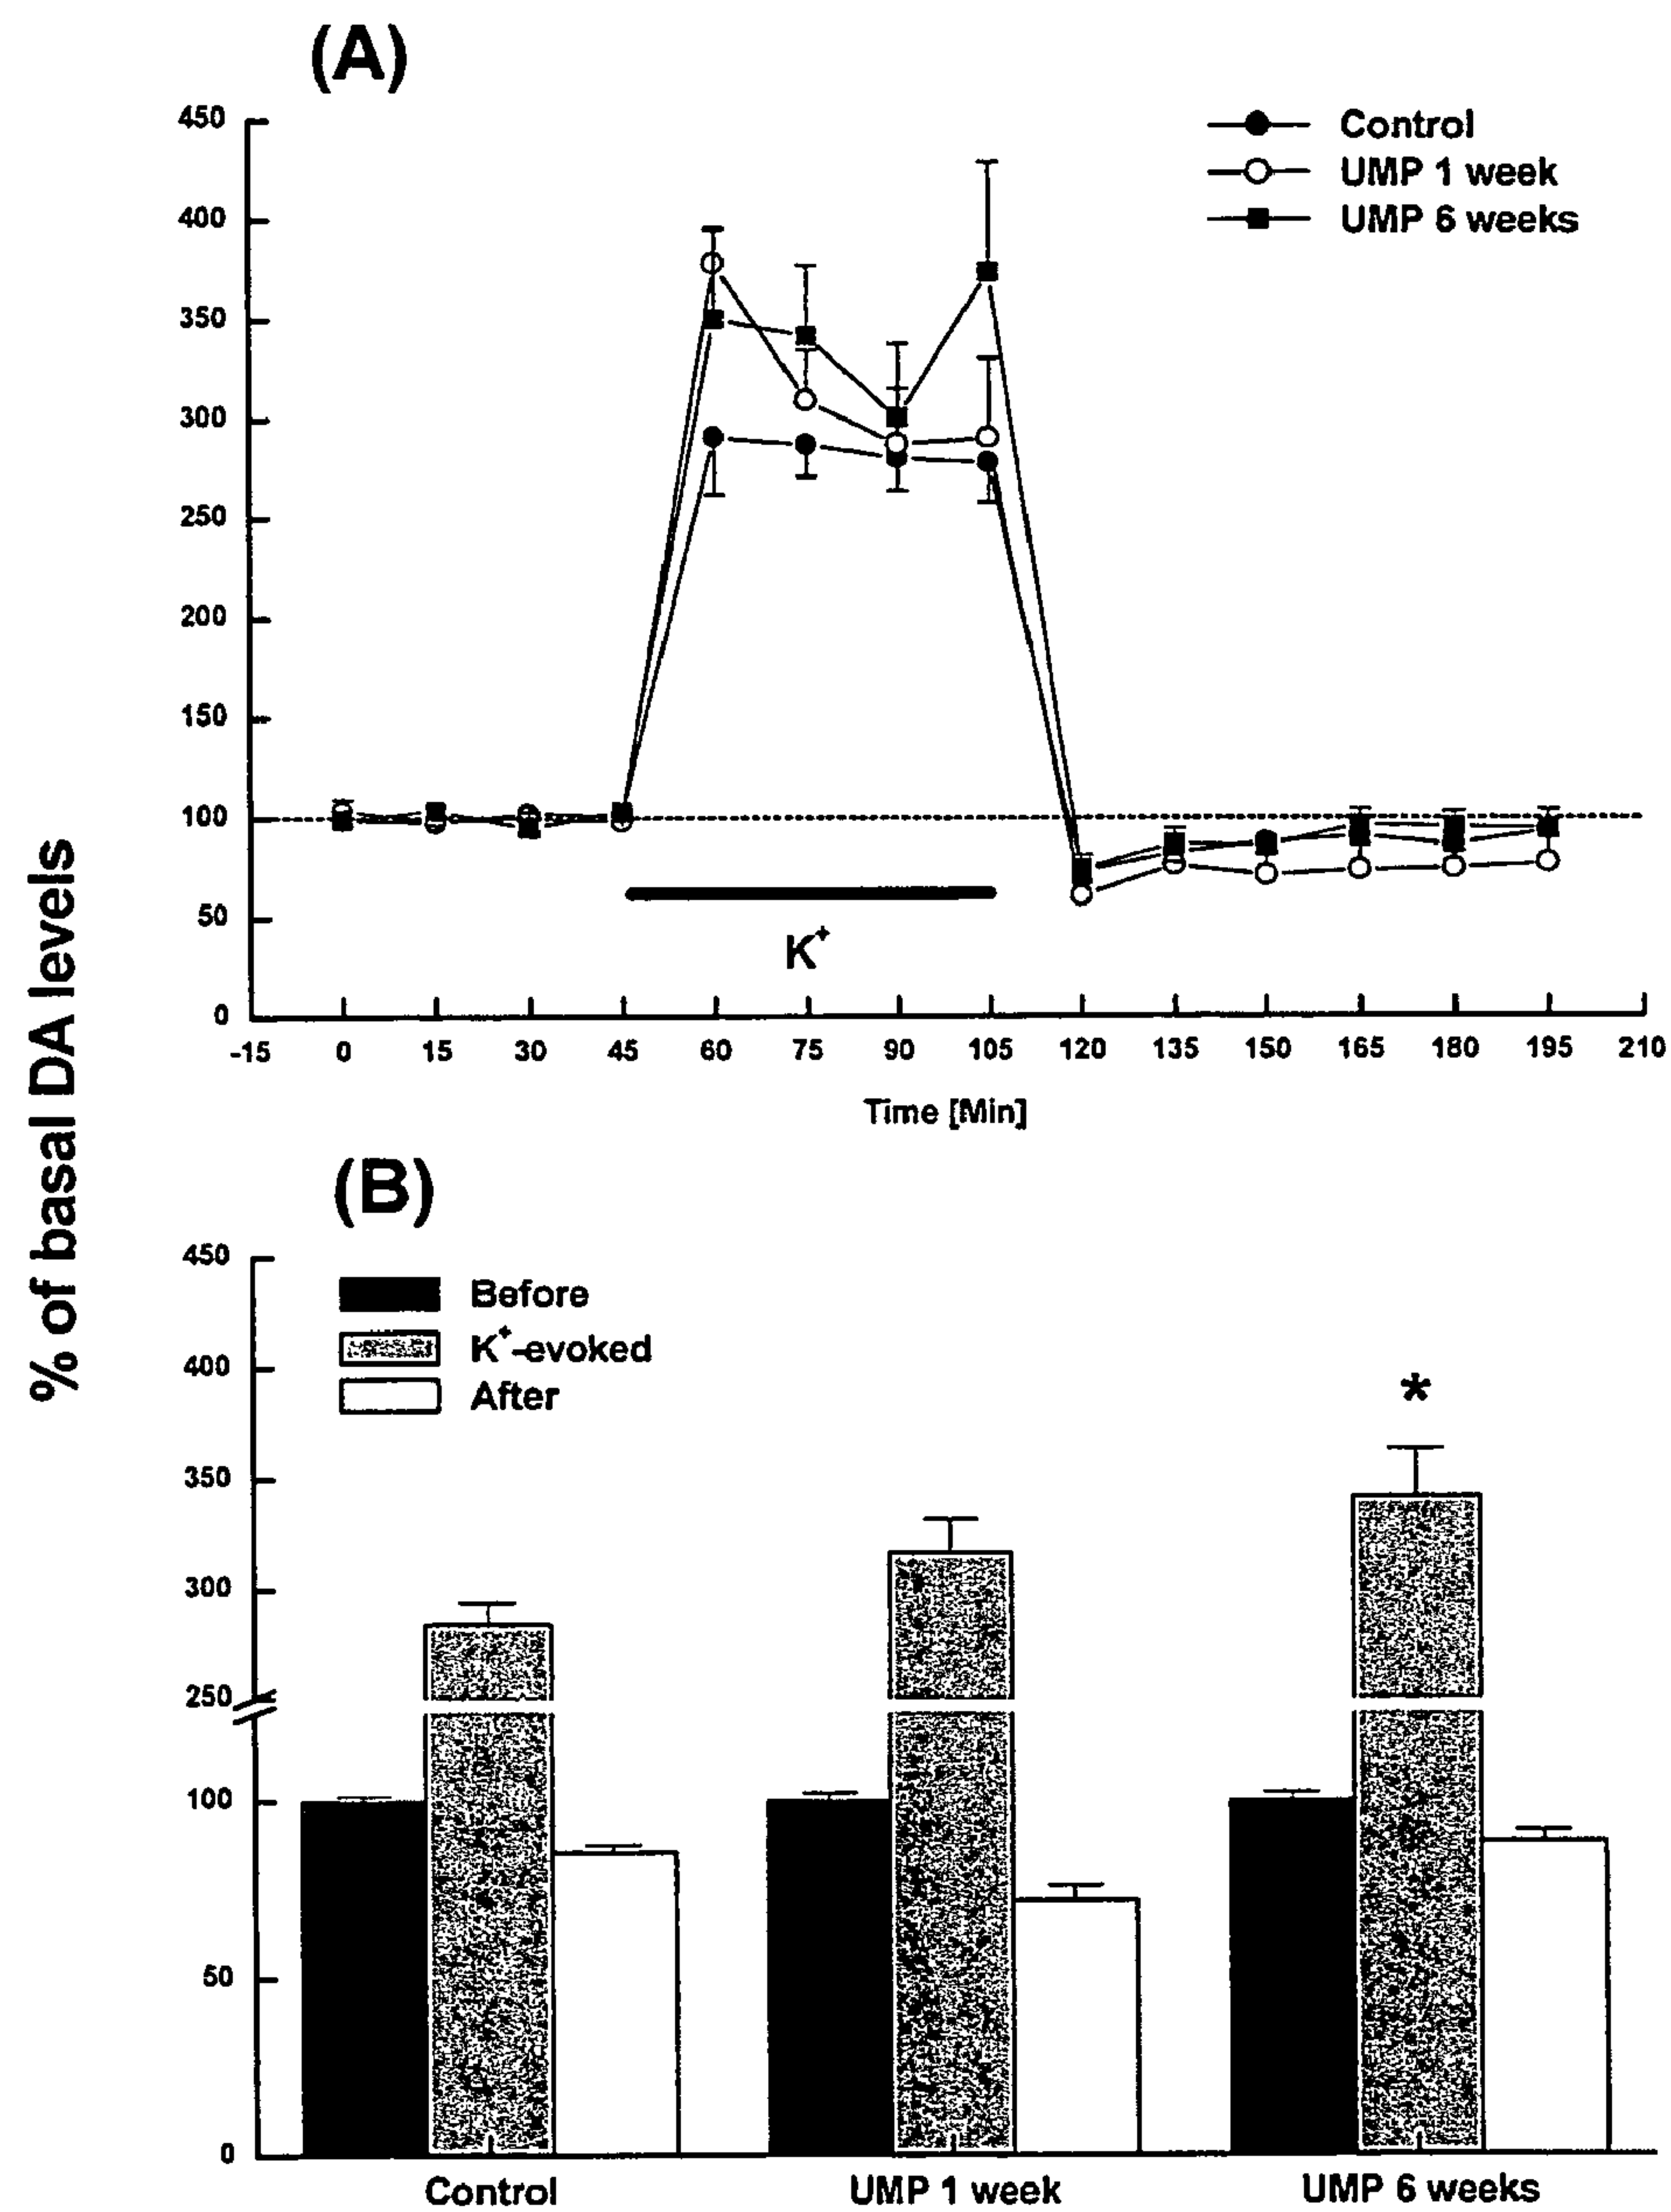 (A)
450
400
350
300
250
200
150
100
50
0
Control
UMP 1 week
UMP 6 weeks
K+
-15 0 15 30 45 60 75 90 105 120 135 150 165 180 195 210
Time [Min]
% of basal DA levels
(B)
450
400
350
300
250
100
50
0
Before
K+-evoked
After
*
Control UMP 1 week UMP 6 weeks